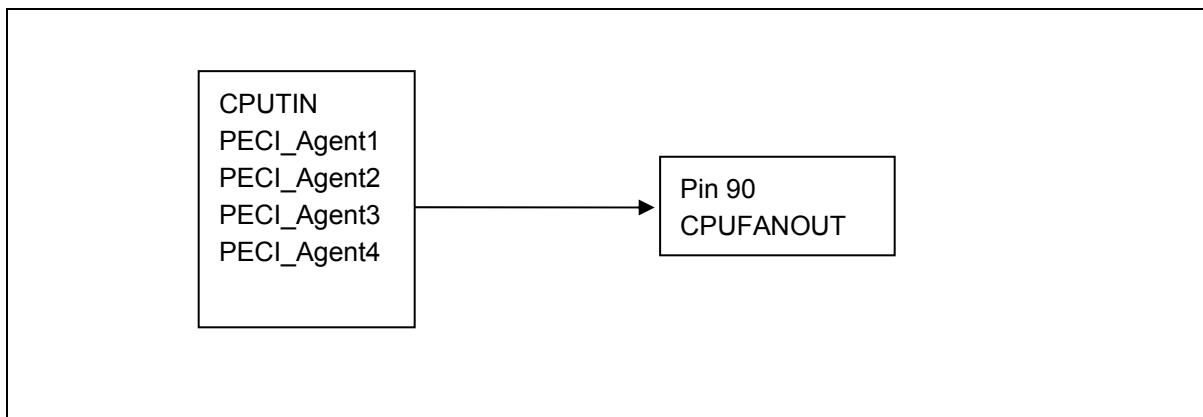 CPUTIN
PECI_Agent1
PECI_Agent2
PECI_Agent3
PECI_Agent4
Pin 90
CPUFANOUT